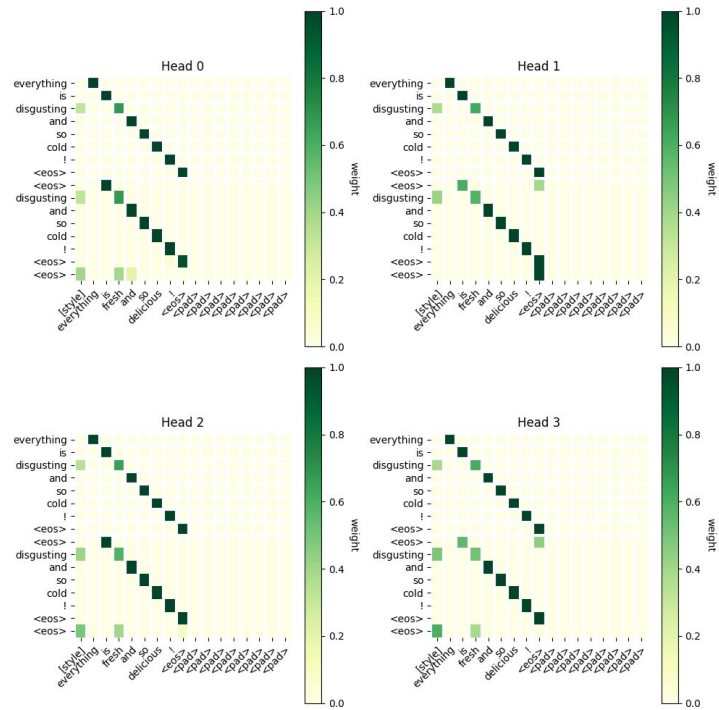 Head 0
everything
is
disgusting
and
so
cold
!
<eos>
<eos>
disgusting
and
so
cold
!
<eos>
<eos>
[style]
everything
is
fresh
and
so
delicious
!
<eos>
<pad>
<pad>
<pad>
<pad>
<pad>
<pad>
<pad>
<pad>
1.0
0.8
0.6
0.4
0.2
0.0
weight
Head 1
everything
is
disgusting
and
so
cold
!
<eos>
<eos>
disgusting
and
so
cold
!
<eos>
<eos>
[style]
everything
is
fresh
and
so
delicious
!
<eos>
<pad>
<pad>
<pad>
<pad>
<pad>
<pad>
<pad>
<pad>
1.0
0.8
0.6
0.4
0.2
0.0
weight
Head 2
everything
is
disgusting
and
so
cold
!
<eos>
<eos>
disgusting
and
so
cold
!
<eos>
<eos>
[style]
everything
is
fresh
and
so
delicious
!
<eos>
<pad>
<pad>
<pad>
<pad>
<pad>
<pad>
<pad>
<pad>
1.0
0.8
0.6
0.4
0.2
0.0
weight
Head 3
everything
is
disgusting
and
so
cold
!
<eos>
<eos>
disgusting
and
so
cold
!
<eos>
<eos>
[style]
everything
is
fresh
and
so
delicious
!
<eos>
<pad>
<pad>
<pad>
<pad>
<pad>
<pad>
<pad>
<pad>
1.0
0.8
0.6
0.4
0.2
0.0
weight